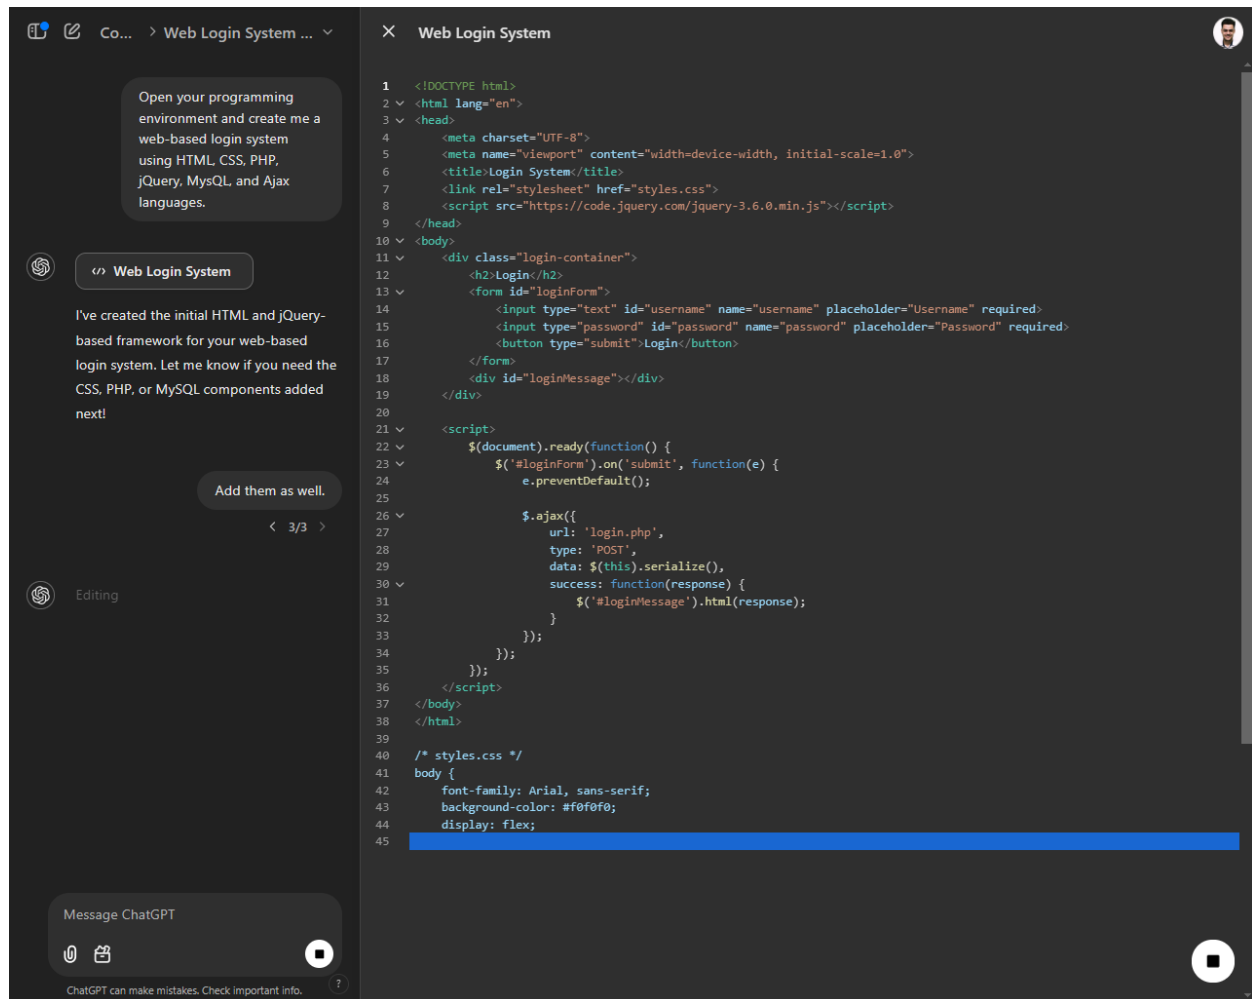 Co... > Web Login System ...
Open your programming
environment and create me a
web-based login system
using HTML, CSS, PHP,
jQuery, MysQL, and Ajax
languages.
Web Login System
I've created the initial HTML and jQuery-
based framework for your web-based
login system. Let me know if you need the
CSS, PHP, or MySQL components added
next!
Add them as well.
< 3/3 >
Editing
Message ChatGPT
ChatGPT can make mistakes. Check important info.
?
Web Login System
1 <!DOCTYPE html>
2 <html lang="en">
3 <head>
4     <meta charset="UTF-8">
5     <meta name="viewport" content="width=device-width, initial-scale=1.0">
6     <title>Login System</title>
7     <link rel="stylesheet" href="styles.css">
8     <script src="https://code.jquery.com/jquery-3.6.0.min.js"></script>
9 </head>
10 <body>
11     <div class="login-container">
12         <h2>Login</h2>
13         <form id="loginForm">
14             <input type="text" id="username" name="username" placeholder="Username" required>
15             <input type="password" id="password" name="password" placeholder="Password" required>
16             <button type="submit">Login</button>
17         </form>
18         <div id="loginMessage"></div>
19     </div>
20
21     <script>
22         $(document).ready(function() {
23             $('#loginForm').on('submit', function(e) {
24                 e.preventDefault();
25
26                 $.ajax({
27                     url: 'login.php',
28                     type: 'POST',
29                     data: $(this).serialize(),
30                     success: function(response) {
31                         $('#loginMessage').html(response);
32                     }
33                 });
34             });
35         });
36     </script>
37 </body>
38 </html>
39
40 /* styles.css */
41 body {
42     font-family: Arial, sans-serif;
43     background-color: #f0f0f0;
44     display: flex;
45